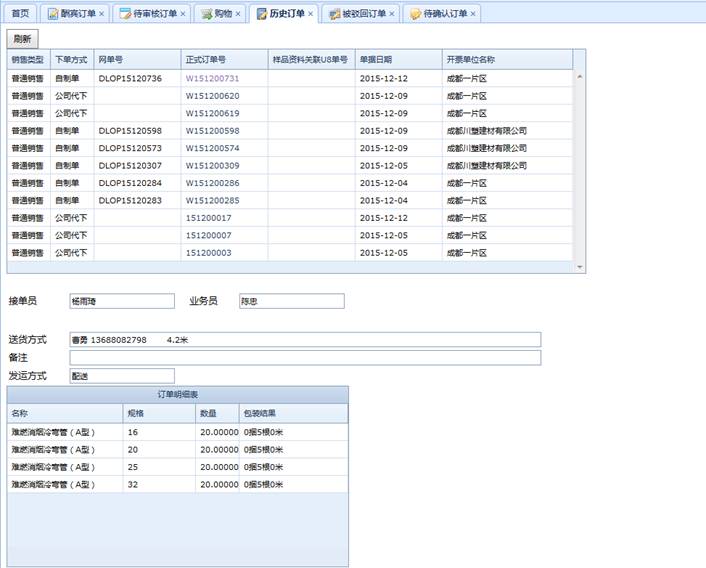 首页 酬宾订单 待审核订单 购物 历史订单 被驳回订单 待确认订单
刷新
销售类型 下单方式 网单号 正式订单号 样品资料关联U8单号 单据日期 开票单位名称
普通销售 自制单 DLOP15120736 W151200731 2015-12-12 成都一片区
普通销售 公司代下 W151200620 2015-12-09 成都一片区
普通销售 公司代下 W151200619 2015-12-09 成都一片区
普通销售 自制单 DLOP15120598 W151200598 2015-12-09 成都川塑建材有限公司
普通销售 自制单 DLOP15120573 W151200574 2015-12-09 成都川塑建材有限公司
普通销售 自制单 DLOP15120307 W151200309 2015-12-05 成都川塑建材有限公司
普通销售 自制单 DLOP15120284 W151200286 2015-12-04 成都一片区
普通销售 自制单 DLOP15120283 W151200285 2015-12-04 成都一片区
普通销售 公司代下 151200017 2015-12-12 成都一片区
普通销售 公司代下 151200007 2015-12-05 成都一片区
普通销售 公司代下 151200003 2015-12-05 成都一片区
接单员 杨雨琦 业务员 陈忠
送货方式 曹勇 13688082798 4.2米
备注
发运方式 配送
订单明细表
名称 规格 数量 包装结果
难燃消烟冷弯管（A型） 16 20.00000 0捆5根0米
难燃消烟冷弯管（A型） 20 20.00000 0捆5根0米
难燃消烟冷弯管（A型） 25 20.00000 0捆5根0米
难燃消烟冷弯管（A型） 32 20.00000 0捆5根0米